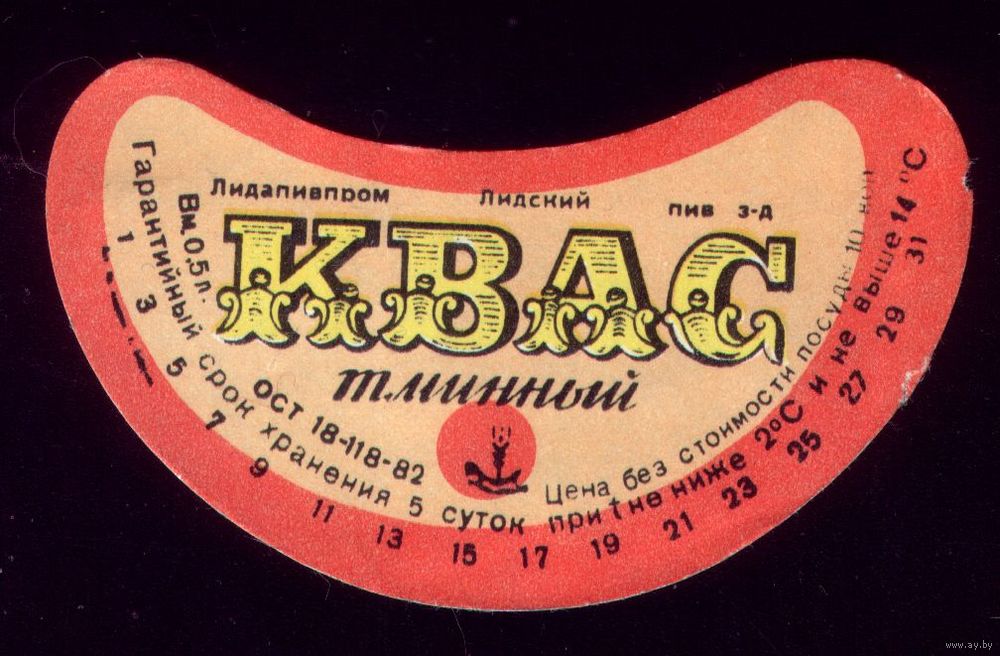 Лидапивпром Лидский пив з-д
КВАС
тминный
Вм. 0,5 л.
ОСТ 18-118-82
Цена без стоимости посуды 10 коп
Гарантийный срок хранения 5 суток при t не ниже 2°С и не выше 14°С
1 3 5 7 9 11 13 15 17 19 21 23 25 27 29 31
www.ay.by